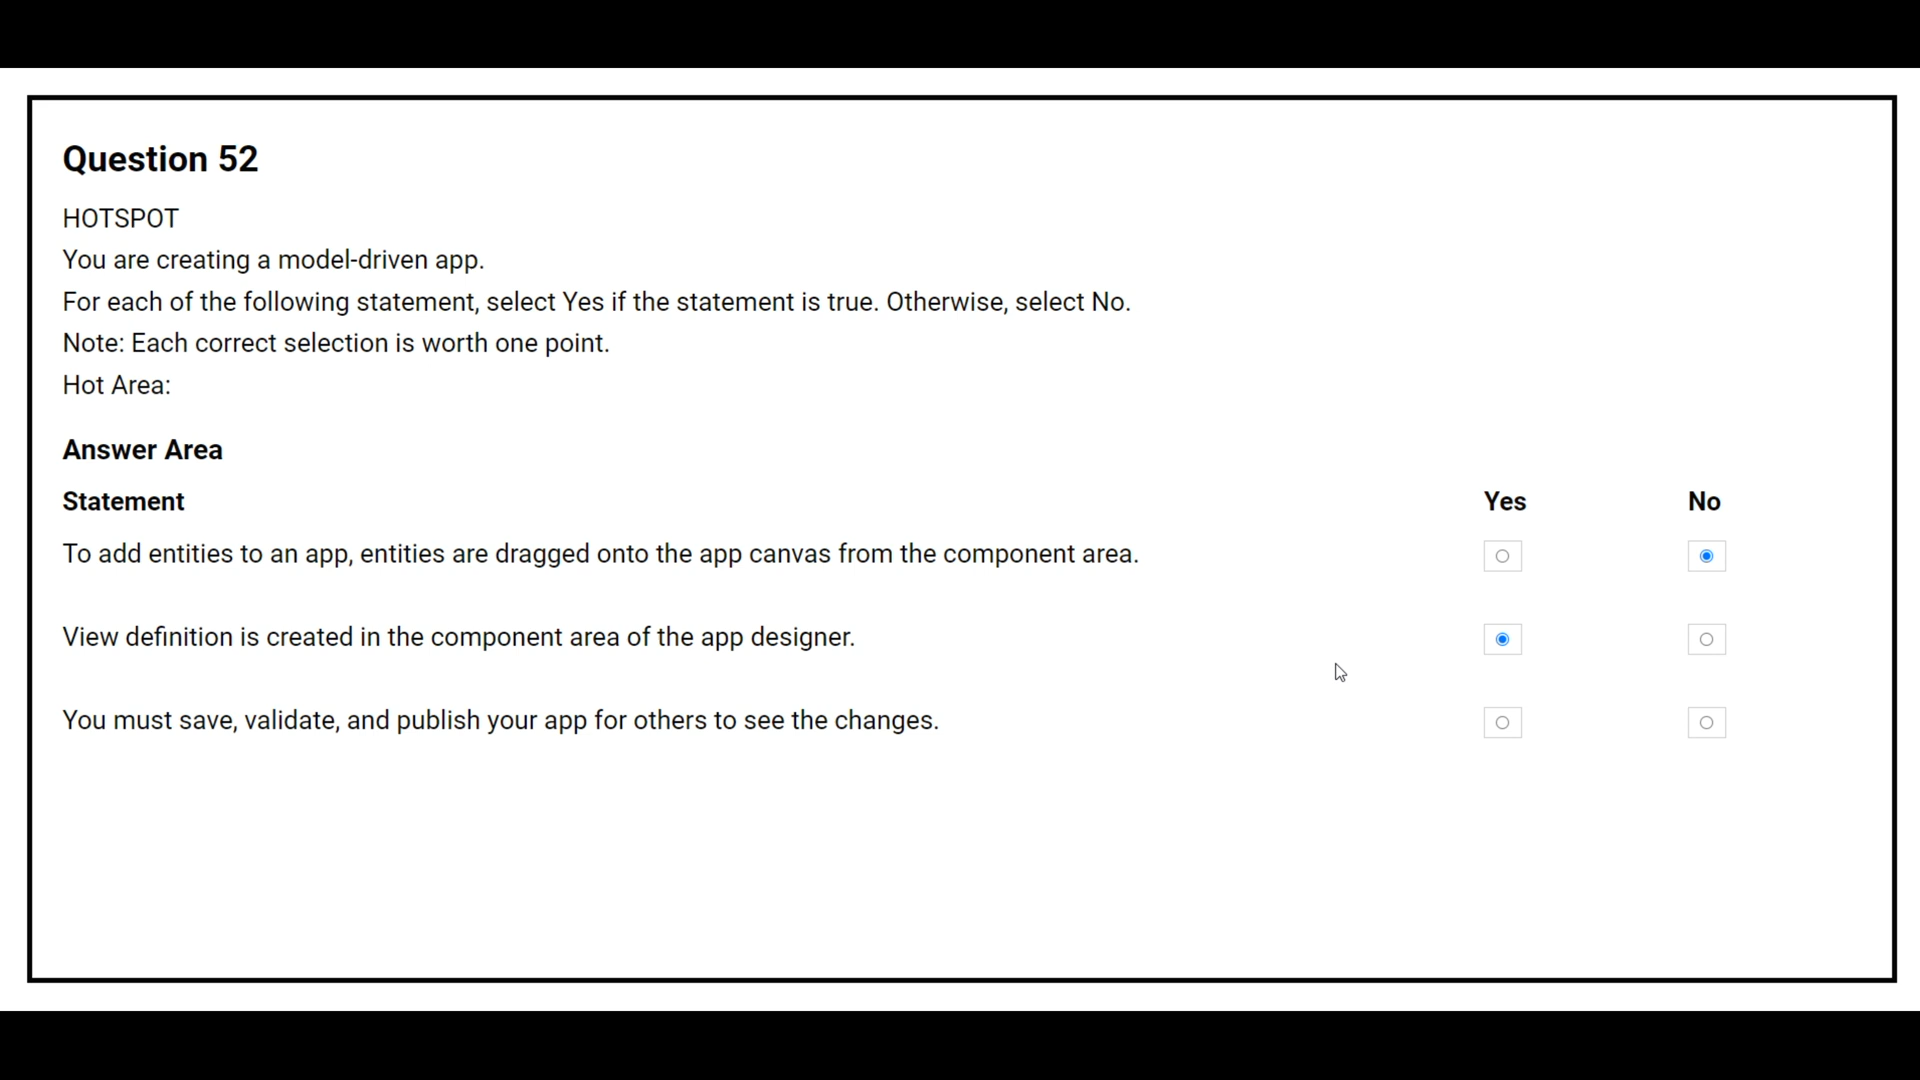 Question 52
HOTSPOT
You are creating a model-driven app.
For each of the following statement, select Yes if the statement is true. Otherwise, select No.
Note: Each correct selection is worth one point.
Hot Area:
Answer Area
Statement Yes No
To add entities to an app, entities are dragged onto the app canvas from the component area.
View definition is created in the component area of the app designer.
You must save, validate, and publish your app for others to see the changes.